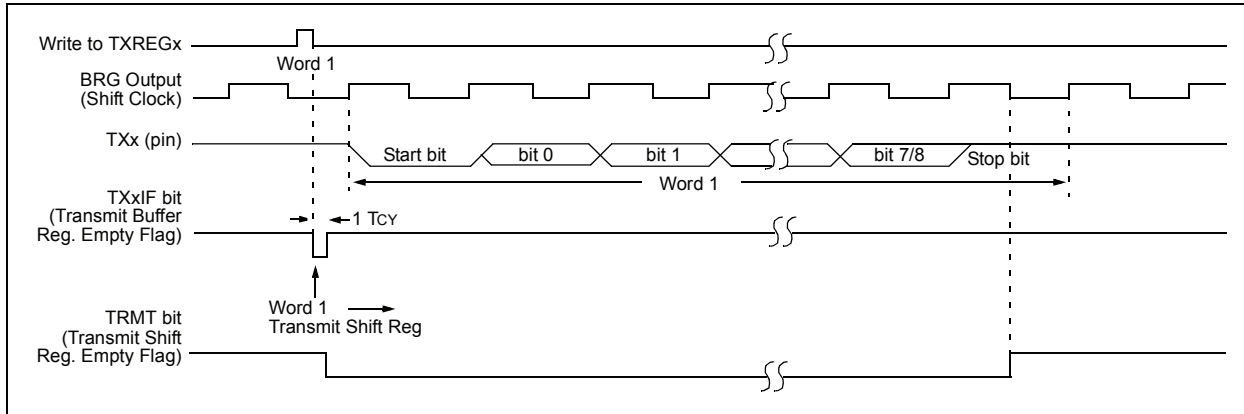 Write to TXREGx
Word 1
BRG Output
(Shift Clock)
TXx (pin)
Start bit
bit 0
bit 1
bit 7/8
Stop bit
Word 1
TXxIF bit
(Transmit Buffer
Reg. Empty Flag)
1 TCY
Word 1
Transmit Shift Reg
TRMT bit
(Transmit Shift
Reg. Empty Flag)